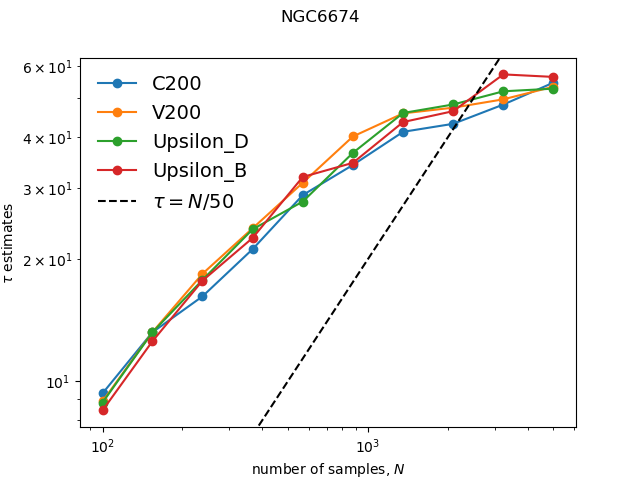 NGC6674
6 × 10¹
4 × 10¹
3 × 10¹
2 × 10¹
10¹
τ estimates
C200
V200
Upsilon_D
Upsilon_B
τ = N/50
10²
10³
number of samples, N